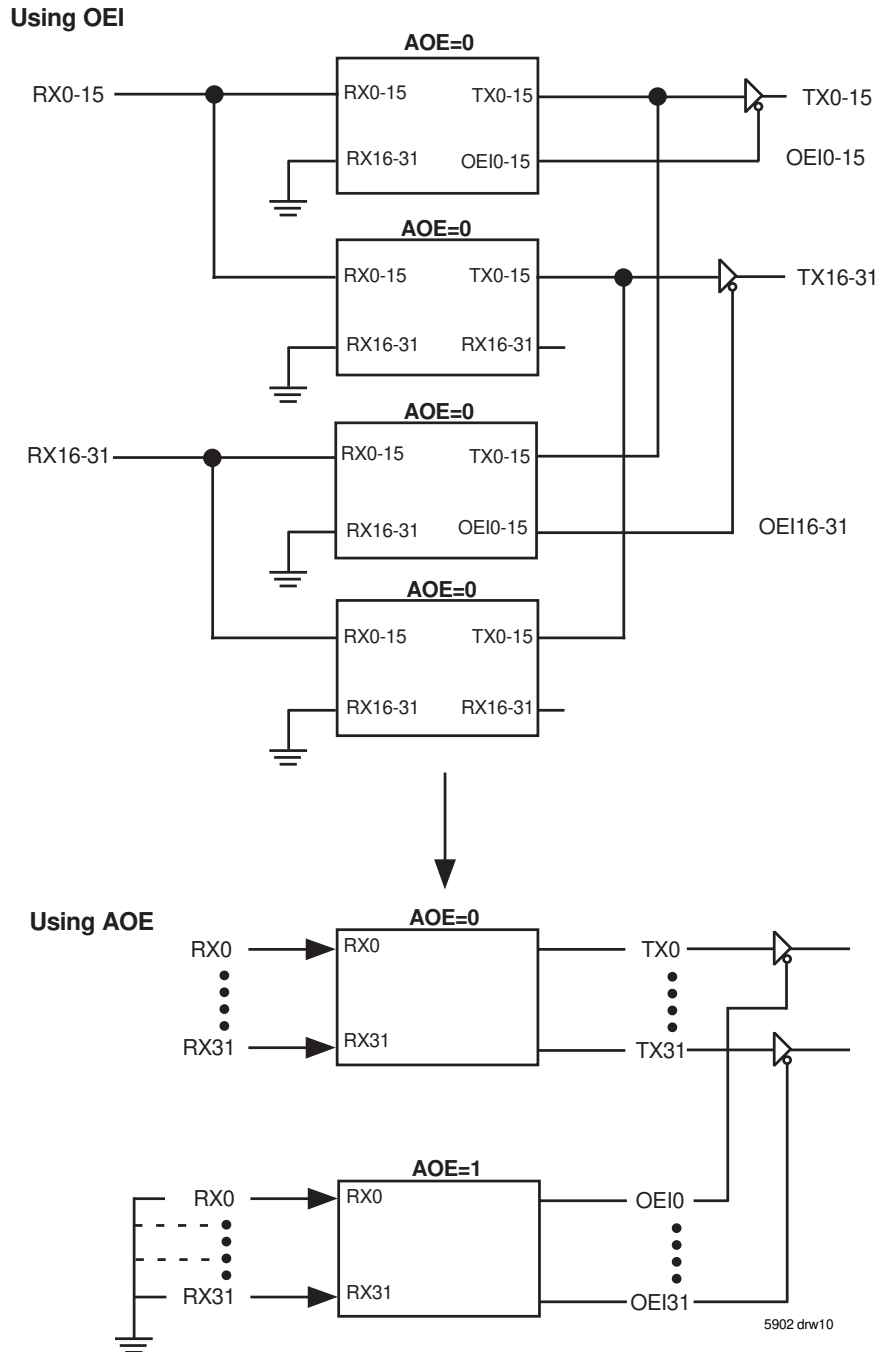 Using OEI
AOE=0
RX0-15
RX0-15
TX0-15
TX0-15
RX16-31
OEI0-15
OEI0-15
AOE=0
RX0-15
TX0-15
TX16-31
RX16-31
RX16-31
AOE=0
RX16-31
RX0-15
TX0-15
RX16-31
OEI0-15
OEI16-31
AOE=0
RX0-15
TX0-15
RX16-31
RX16-31
Using AOE
AOE=0
RX0
RX0
TX0
RX31
RX31
TX31
AOE=1
RX0
RX0
OEI0
RX31
RX31
OEI31
5902 drw10